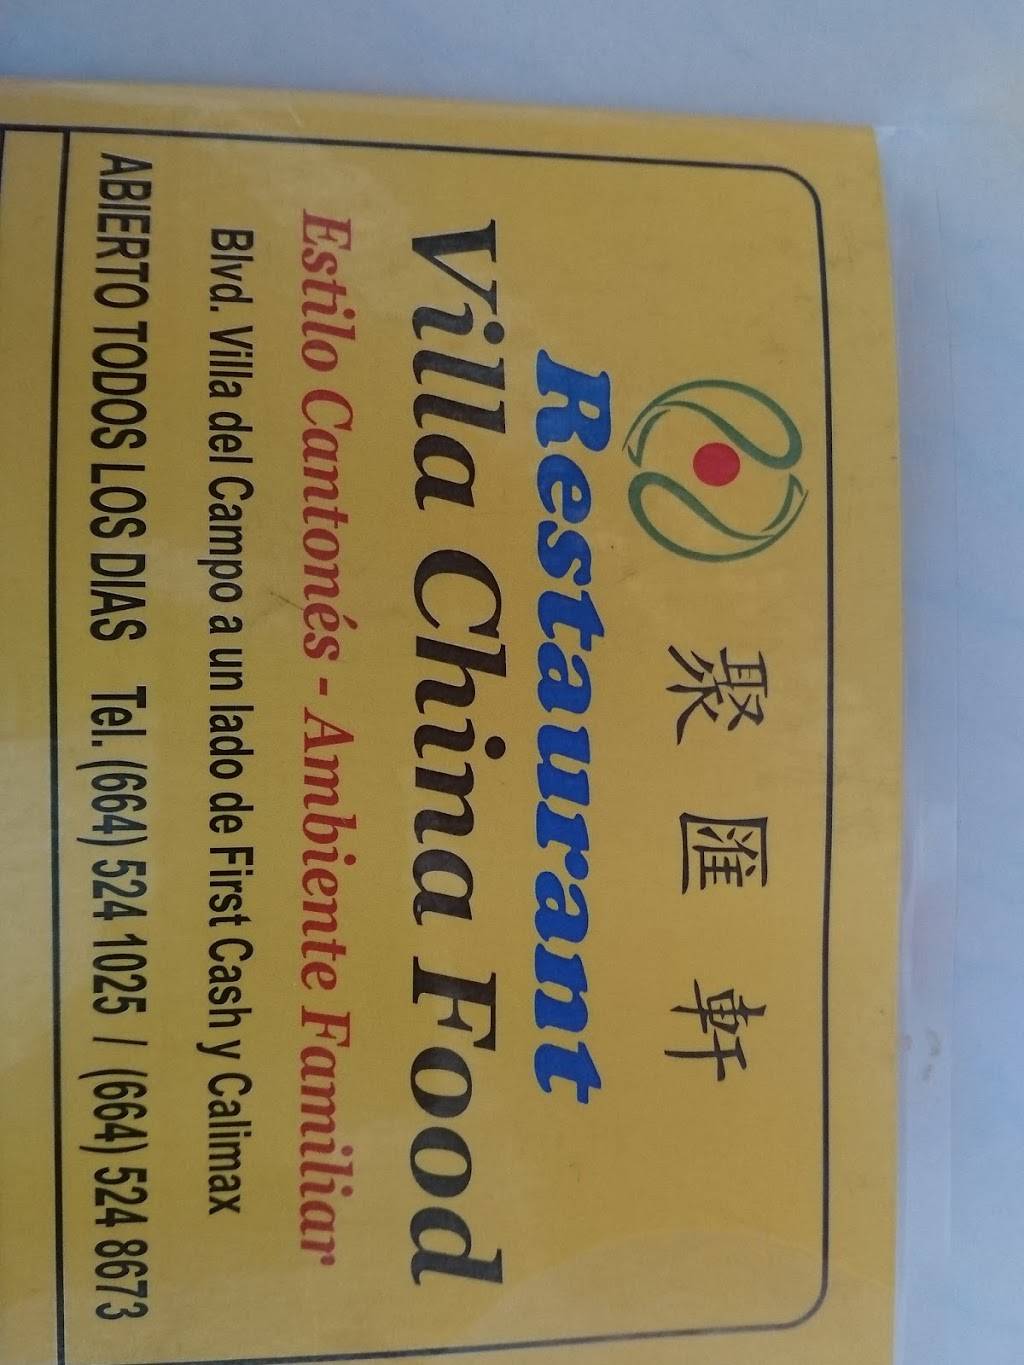 聚匯軒
Restaurant
Villa China Food
Estilo Cantonés - Ambiente Familiar
Blvd. Villa del Campo a un lado de First Cash y Calimax
ABIERTO TODOS LOS DIAS Tel. (664) 524 1025 / (664) 524 8673